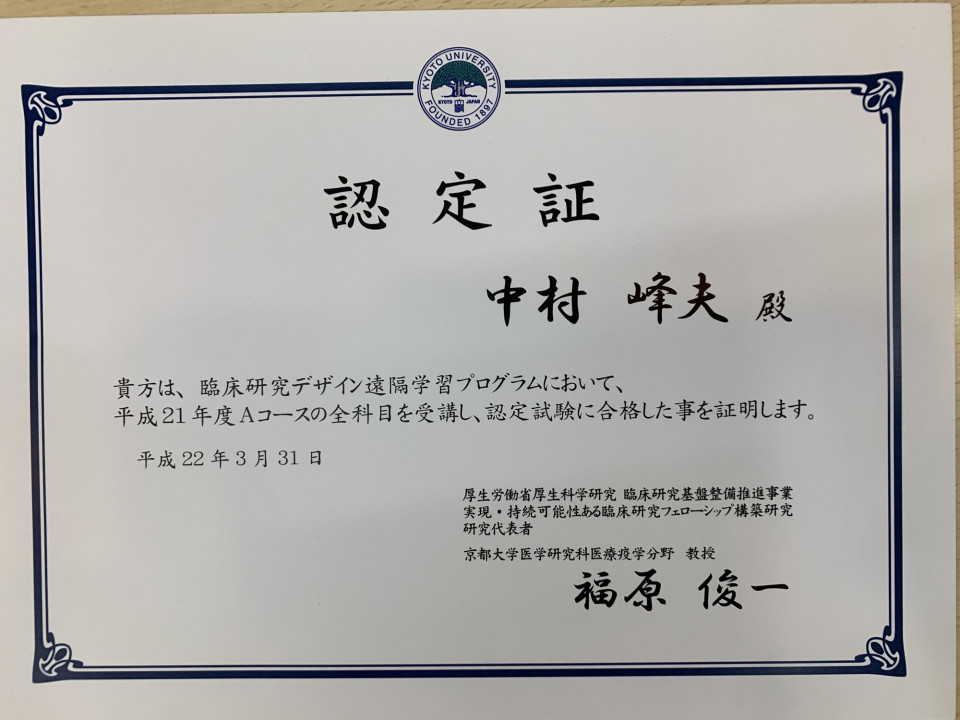 KYOTO UNIVERSITY
KYOTO JAPAN
FOUNDED 1897
認定証
中村 峰夫 殿
貴方は、臨床研究デザイン遠隔学習プログラムにおいて、
平成21年度Aコースの全科目を受講し、認定試験に合格した事を証明します。
平成22年3月31日
厚生労働省厚生科学研究 臨床研究基盤整備推進事業
実現・持続可能性ある臨床研究フェローシップ構築研究
研究代表者
京都大学医学研究科医療疫学分野 教授
福原 俊一